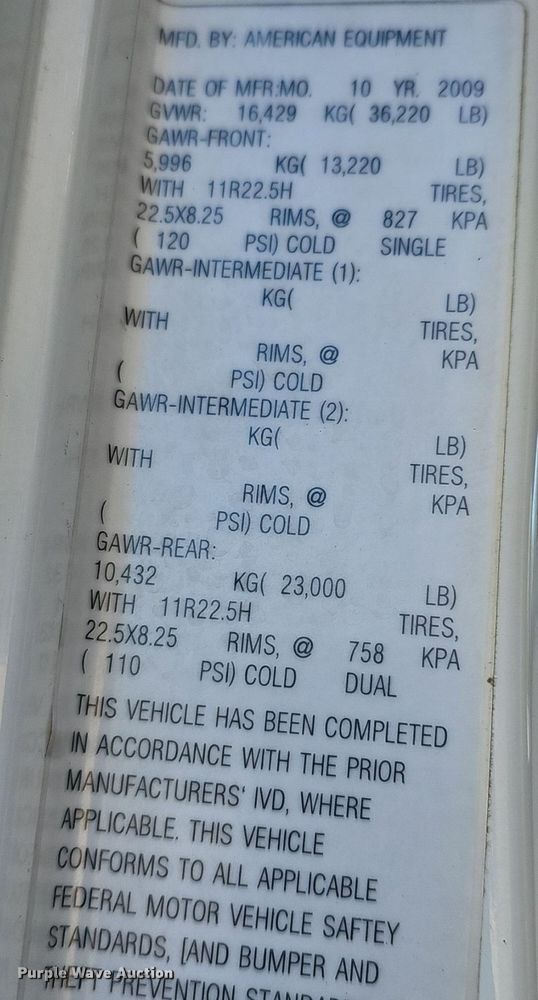 MFD. BY: AMERICAN EQUIPMENT
DATE OF MFR:MO. 10 YR. 2009
GVWR: 16,429 KG( 36,220 LB)
GAWR-FRONT:
5,996 KG( 13,220 LB)
WITH 11R22.5H TIRES,
22.5X8.25 RIMS, @ 827 KPA
( 120 PSI) COLD SINGLE
GAWR-INTERMEDIATE (1):
KG( LB)
WITH TIRES,
RIMS, @ KPA
( PSI) COLD
GAWR-INTERMEDIATE (2):
KG( LB)
WITH TIRES,
RIMS, @ KPA
( PSI) COLD
GAWR-REAR:
10,432 KG( 23,000 LB)
WITH 11R22.5H TIRES,
22.5X8.25 RIMS, @ 758 KPA
( 110 PSI) COLD DUAL
THIS VEHICLE HAS BEEN COMPLETED
IN ACCORDANCE WITH THE PRIOR
MANUFACTURERS' IVD, WHERE
APPLICABLE. THIS VEHICLE
CONFORMS TO ALL APPLICABLE
FEDERAL MOTOR VEHICLE SAFTEY
STANDARDS, [AND BUMPER AND
THEFT PREVENTION
Purple Wave Auction